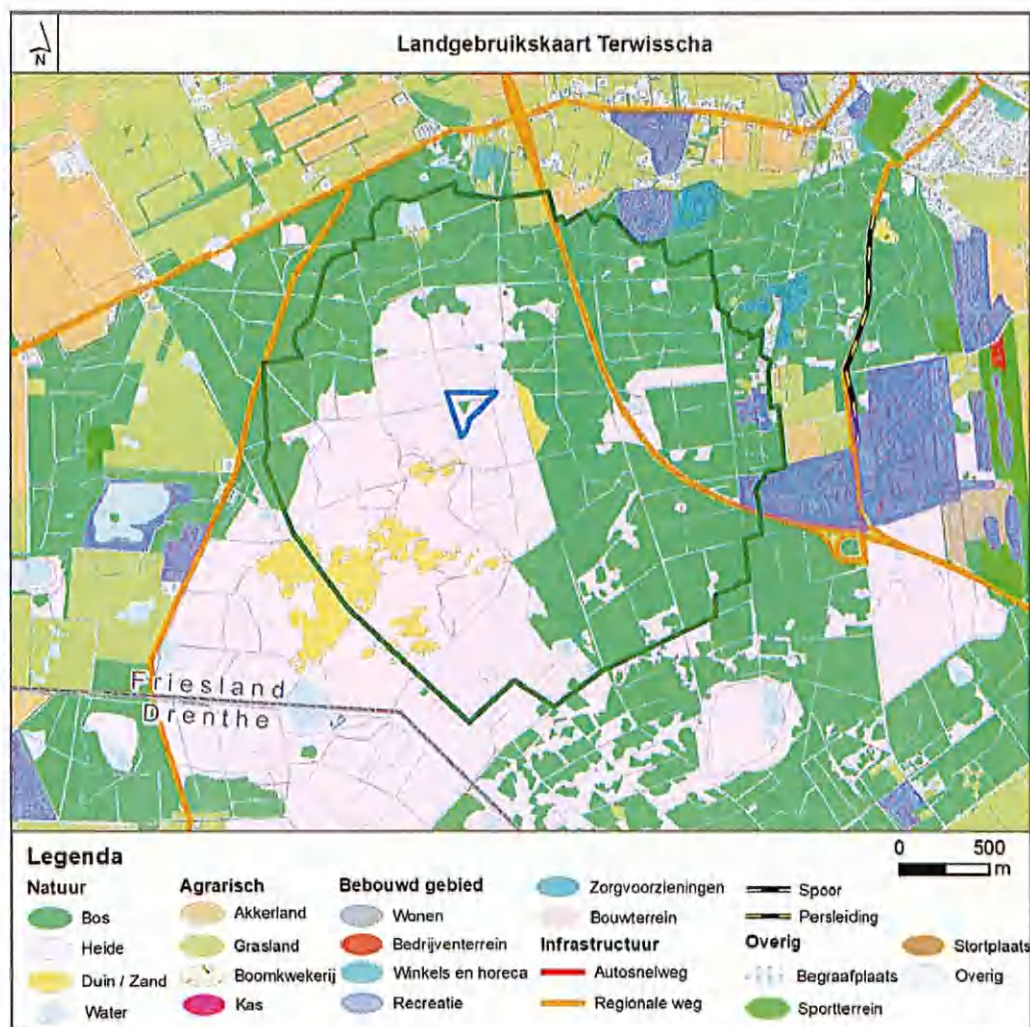 N
Landgebruikskaart Terwisscha
Friesland
Drenthe
Legenda
0 500
m
Natuur
Bos
Heide
Duin / Zand
Water
Agrarisch
Akkerland
Grasland
Boomkwekerij
Kas
Bebouwd gebied
Wonen
Bedrijventerrein
Winkels en horeca
Recreatie
Zorgvoorzieningen
Bouwterrein
Infrastructuur
Autosnelweg
Regionale weg
Spoor
Persleiding
Overig
Begraafplaats
Sportterrein
Stortplaats
Overig